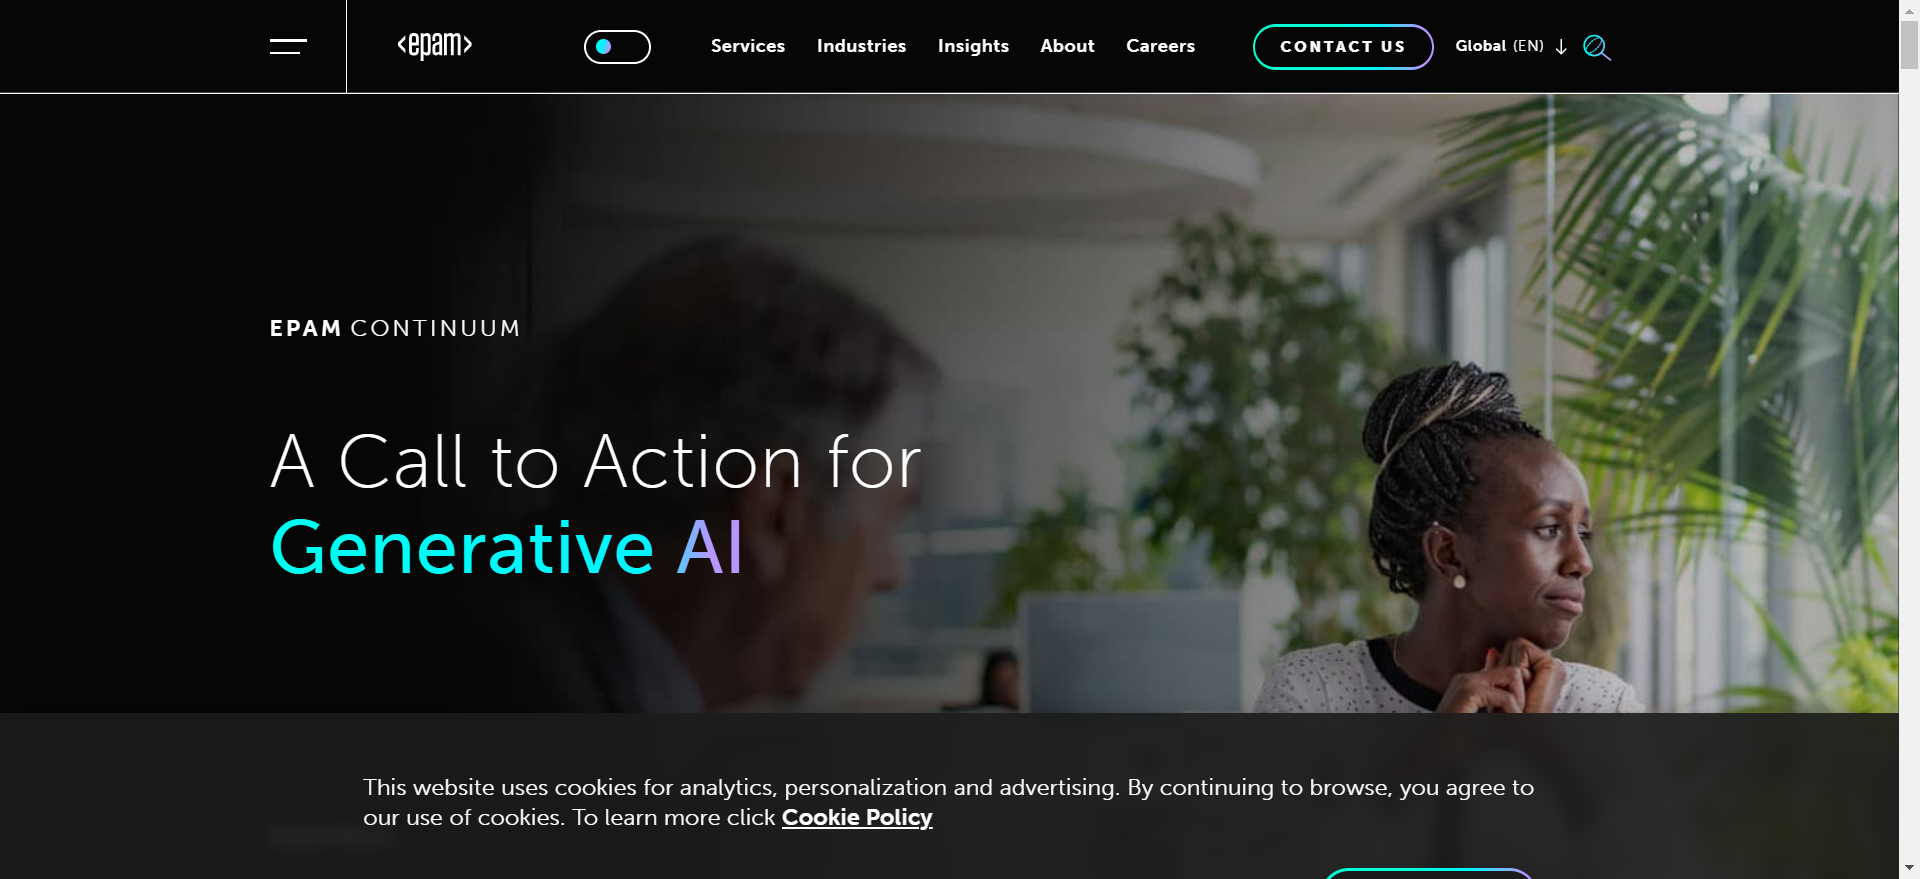 <epam>
Services Industries Insights About Careers
CONTACT US
Global (EN)
EPAM CONTINUUM
A Call to Action for
Generative AI
This website uses cookies for analytics, personalization and advertising. By continuing to browse, you agree to
our use of cookies. To learn more click Cookie Policy